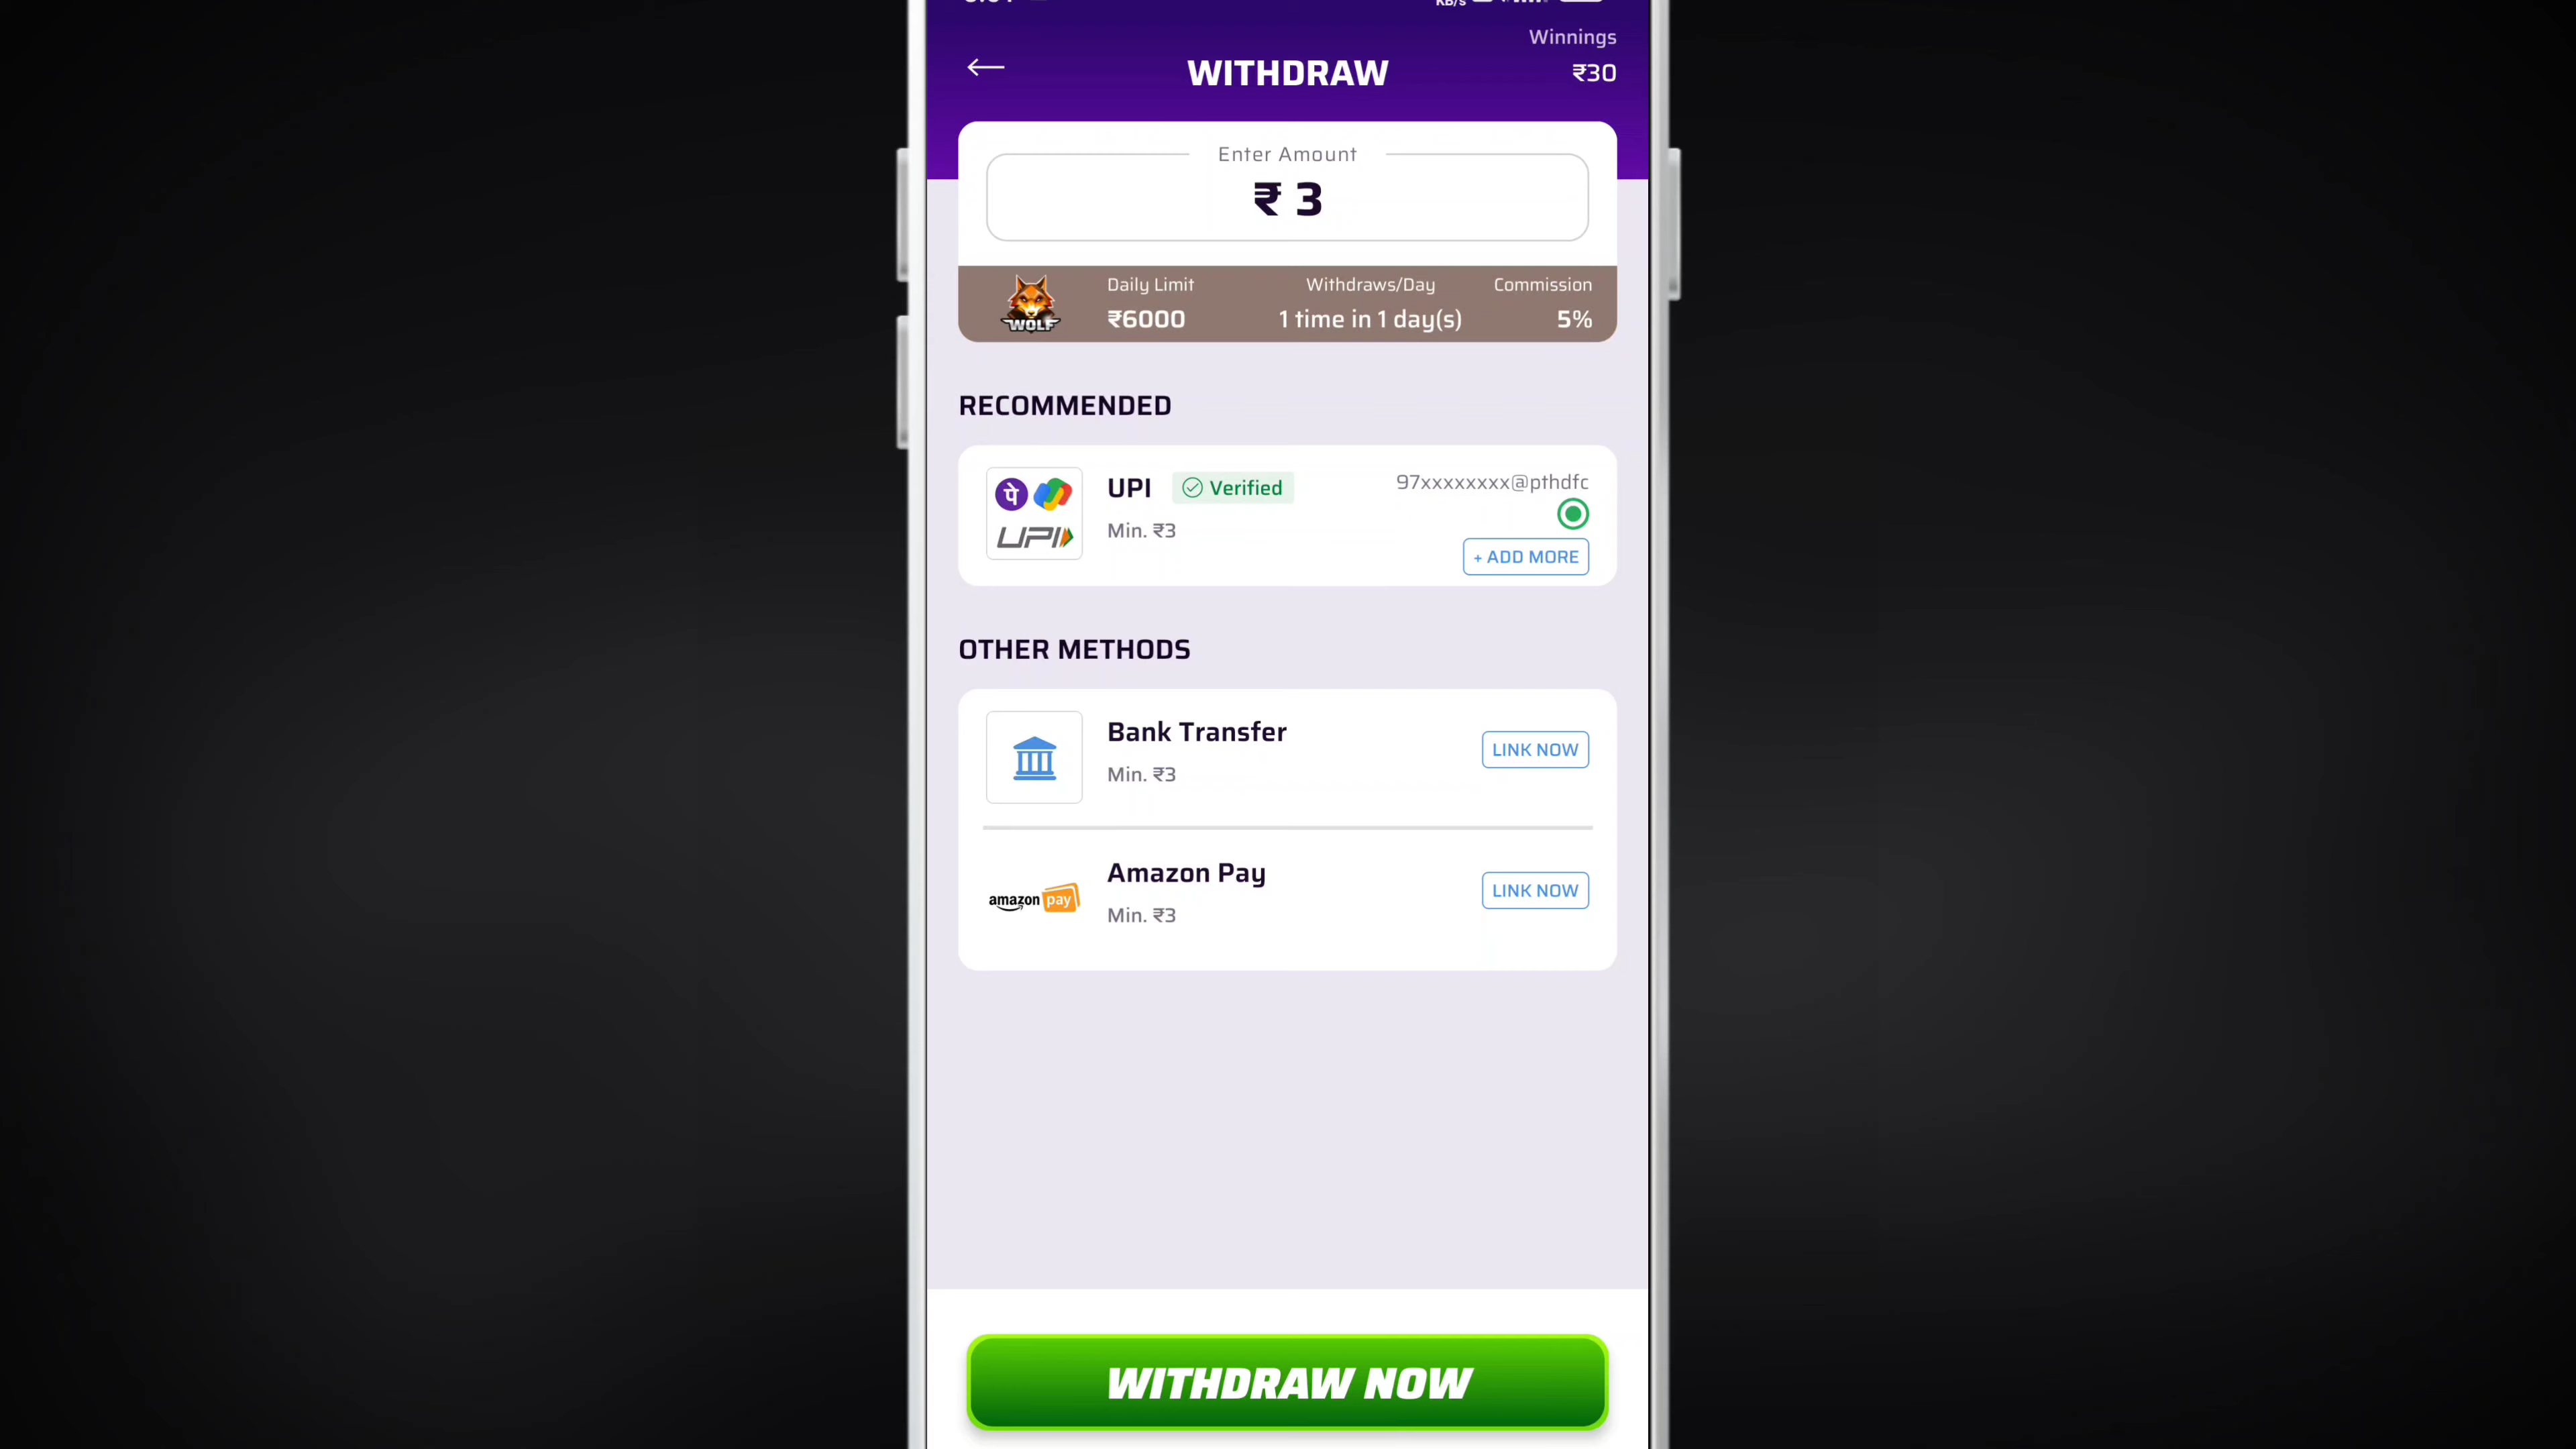 KB/s
Winnings
WITHDRAW
₹30
Enter Amount
₹ 3
Daily Limit
Withdraws/Day
Commission
WOLF
₹6000
1 time in 1 day(s)
5%
RECOMMENDED
पे
UPI
UPI
Verified
97xxxxxxxx@pthdfc
Min. ₹3
+ ADD MORE
OTHER METHODS
Bank Transfer
LINK NOW
Min. ₹3
Amazon Pay
LINK NOW
amazon pay
Min. ₹3
WITHDRAW NOW